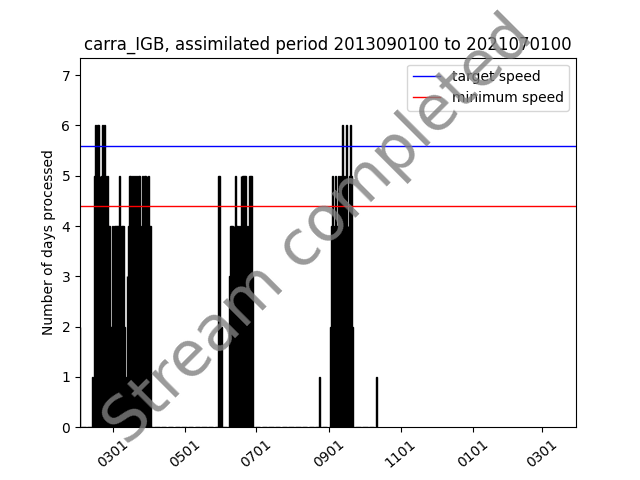 carra_IGB, assimilated period 2013090100 to 2021070100
target speed
minimum speed
Stream completed
Number of days processed
7
6
5
4
3
2
1
0
0301 0501 0701 0901 1101 0101 0301